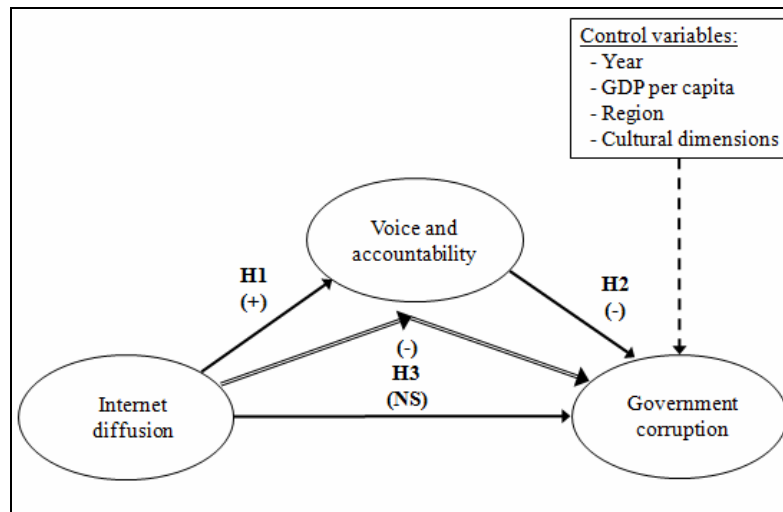 Control variables:
- Year
- GDP per capita
- Region
- Cultural dimensions
Voice and
accountability
H1
(+)
H2
(-)
(-)
H3
(NS)
Internet
diffusion
Government
corruption